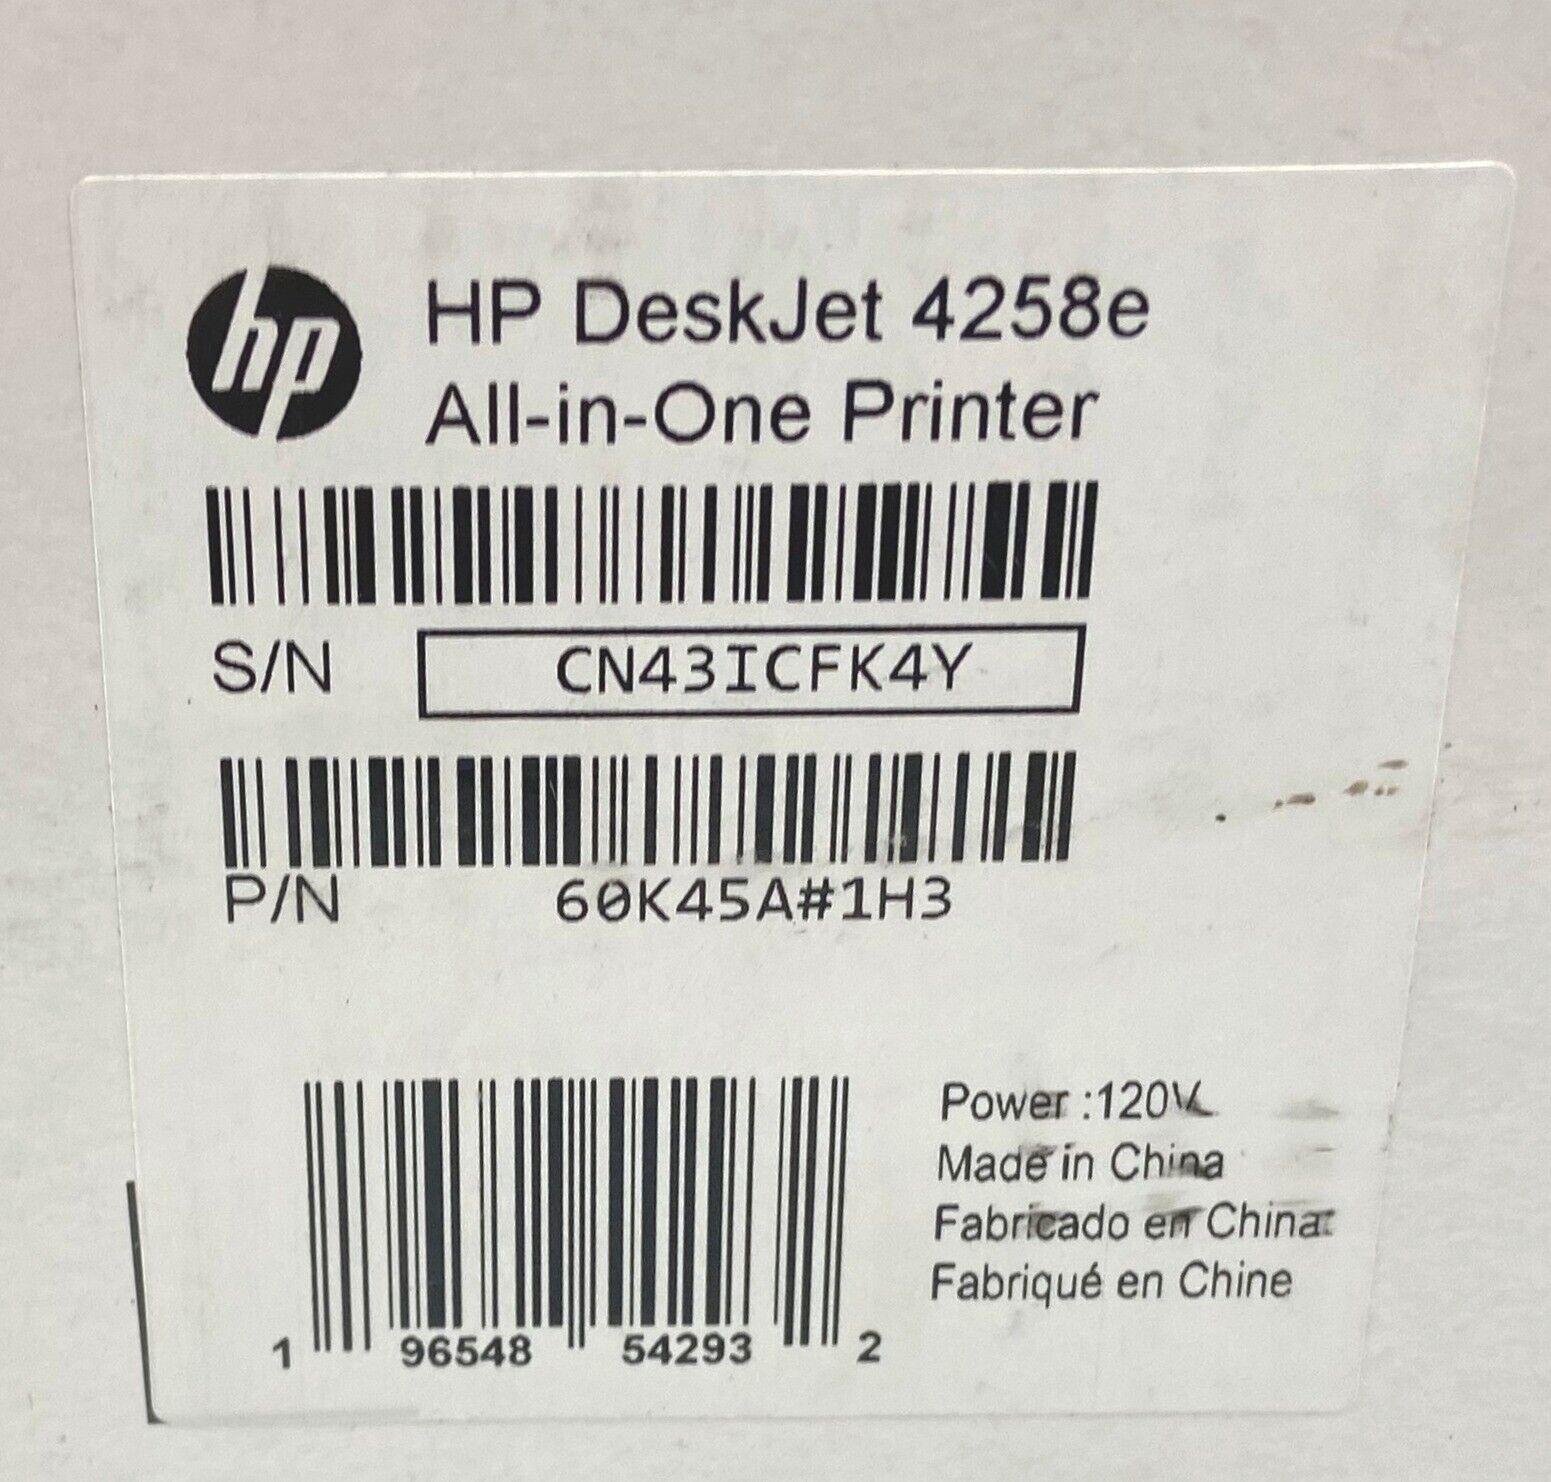 hp
HP DeskJet 4258e
All-in-One Printer
S/N CN43ICFK4Y
P/N 60K45A#1H3
1 96548 54293 2
Power :120V
Made in China
Fabricado en China
Fabriqué en Chine